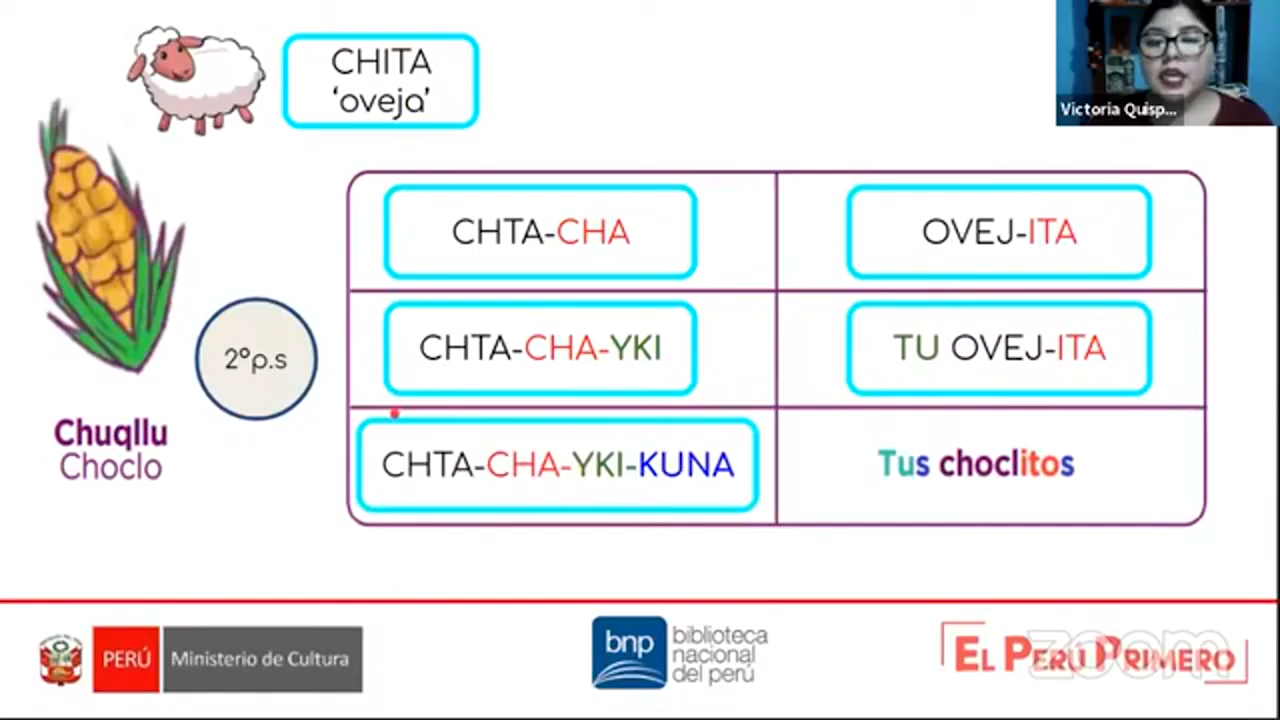 CHITA
‘oveja’
Victoria Quisp...
CHTA-CHA
OVEJ-ITA
2°p.s
CHTA-CHA-YKI
TU OVEJ-ITA
Chuqllu
Choclo
CHTA-CHA-YKI-KUNA
Tus choclitos
PERÚ
Ministerio de Cultura
bnp
biblioteca
nacional
del perú
EL PERÚ PRIMERO
zoom